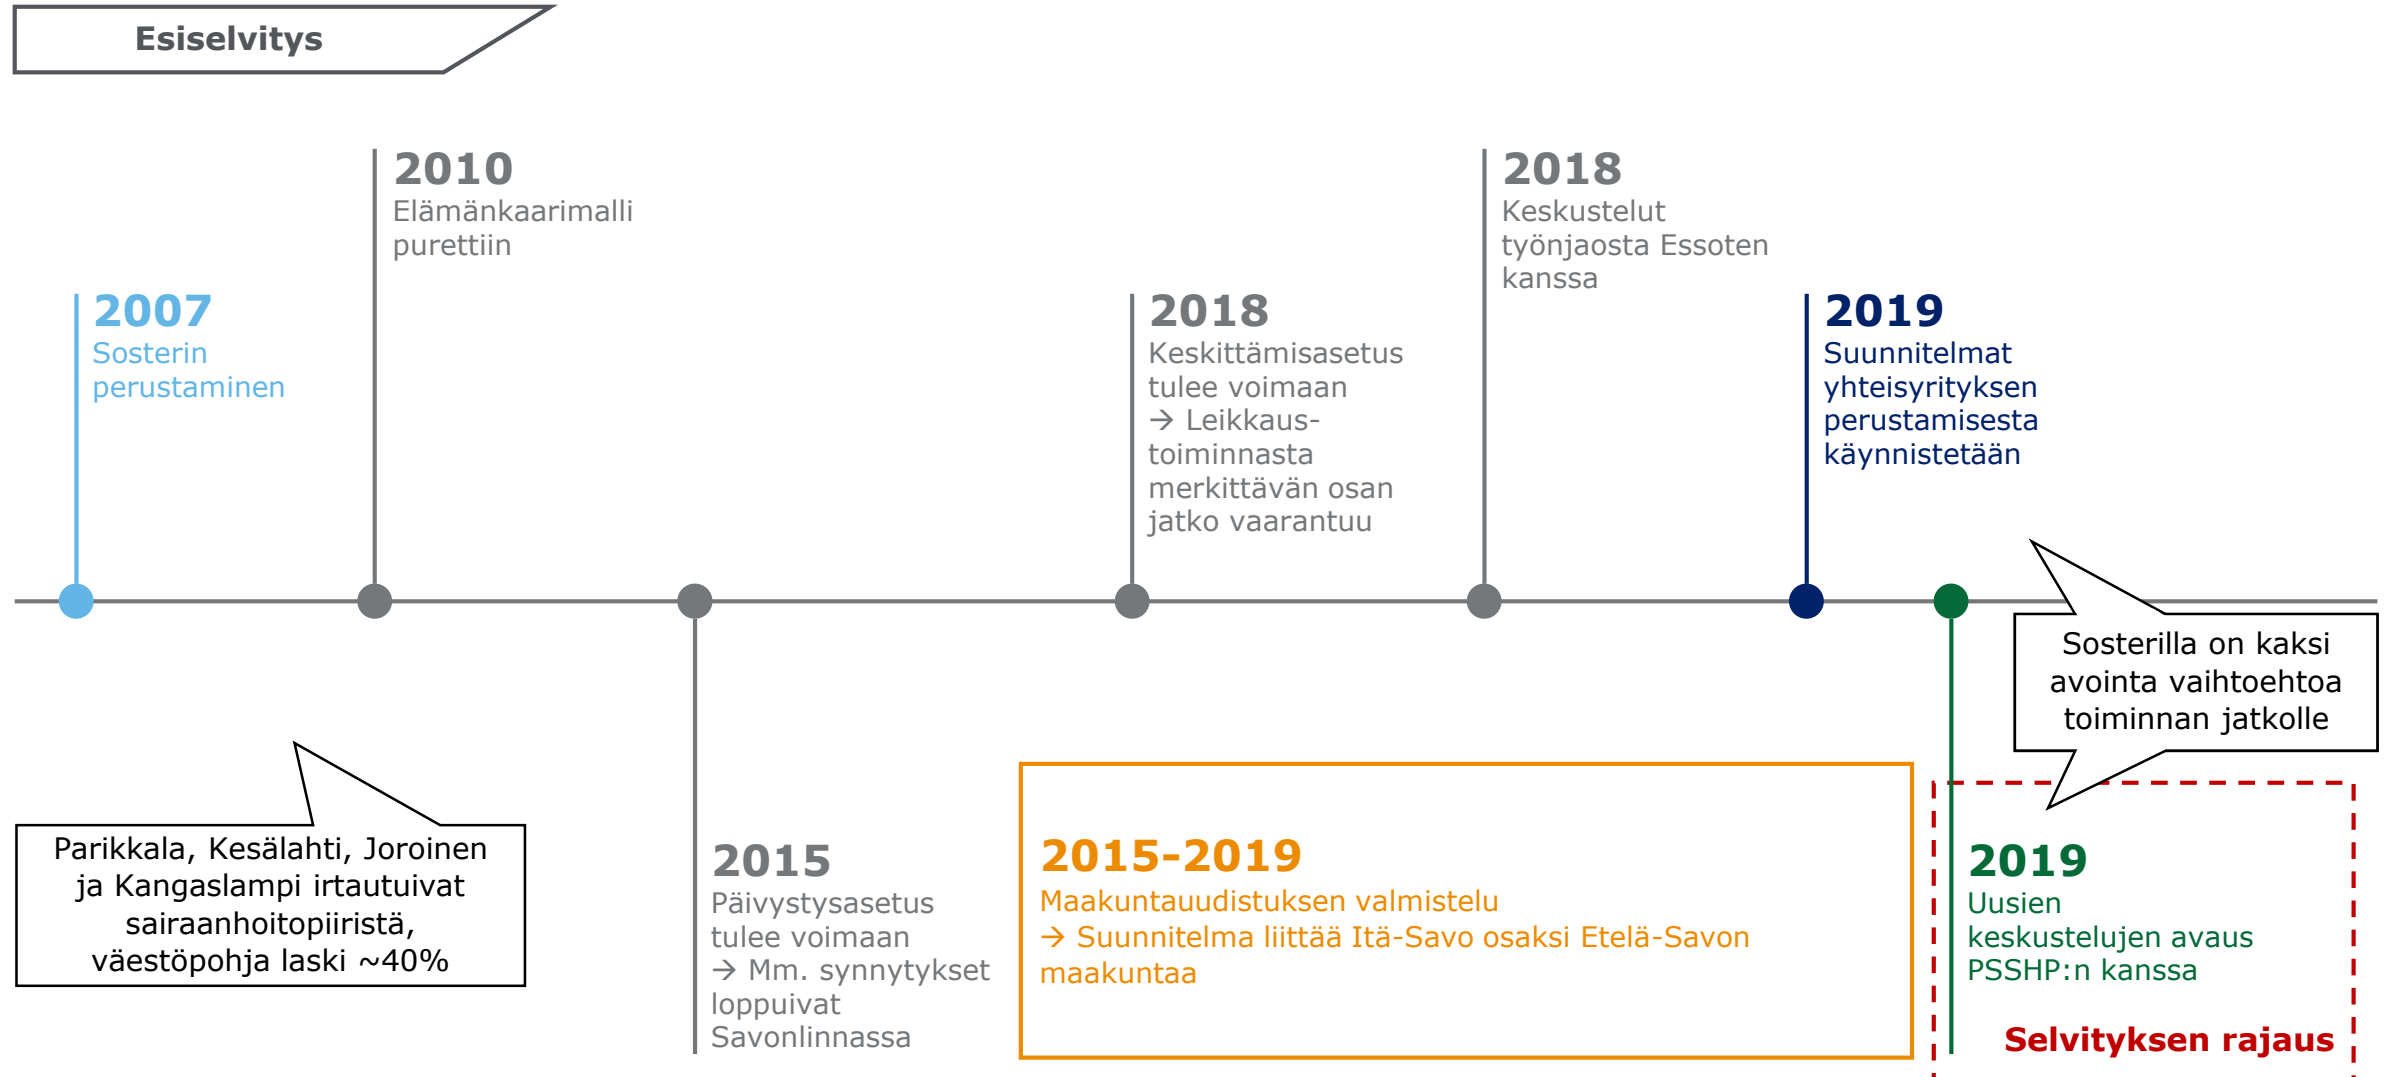 Esiselvitys
2007
Sosterin
perustaminen
2010
Elämänkaarimalli
purettiin
Parikkala, Kesälahti, Joroinen
ja Kangaslampi irtautuivat
sairaanhoitopiiristä,
väestöpohja laski ~40%
2015
Päivystysasetus
tulee voimaan
→ Mm. synnytykset
loppuivat
Savonlinnassa
2018
Keskittämisasetus
tulee voimaan
→ Leikkaus-
toiminnasta
merkittävän osan
jatko vaarantuu
2018
Keskustelut
työnjaosta Essoten
kanssa
2015-2019
Maakuntauudistuksen valmistelu
→ Suunnitelma liittää Itä-Savo osaksi Etelä-Savon
maakuntaa
2019
Suunnitelmat
yhteisyrityksen
perustamisesta
käynnistetään
Sosterilla on kaksi
avointa vaihtoehtoa
toiminnan jatkolle
2019
Uusien
keskustelujen avaus
PSSHP:n kanssa
Selvityksen rajaus